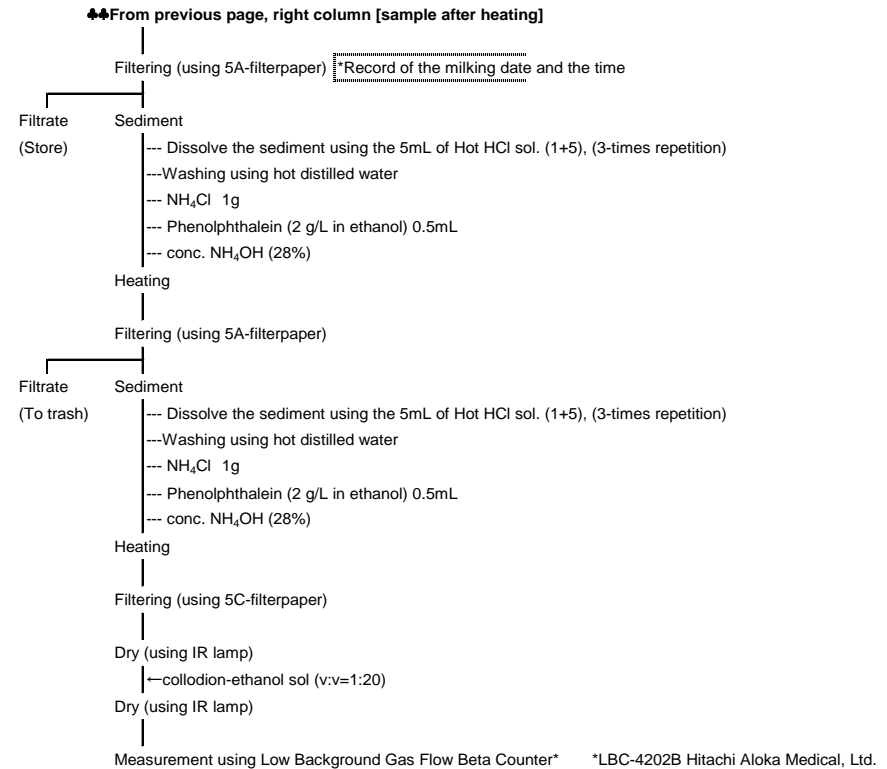 ♣♣From previous page, right column [sample after heating]
Filtering (using 5A-filterpaper) *Record of the milking date and the time
Filtrate Sediment
(Store) --- Dissolve the sediment using the 5mL of Hot HCl sol. (1+5), (3-times repetition)
---Washing using hot distilled water
--- NH₄Cl 1g
--- Phenolphthalein (2 g/L in ethanol) 0.5mL
--- conc. NH₄OH (28%)
Heating
Filtering (using 5A-filterpaper)
Filtrate Sediment
(To trash) --- Dissolve the sediment using the 5mL of Hot HCl sol. (1+5), (3-times repetition)
---Washing using hot distilled water
--- NH₄Cl 1g
--- Phenolphthalein (2 g/L in ethanol) 0.5mL
--- conc. NH₄OH (28%)
Heating
Filtering (using 5C-filterpaper)
Dry (using IR lamp)
←collodion-ethanol sol (v:v=1:20)
Dry (using IR lamp)
Measurement using Low Background Gas Flow Beta Counter* *LBC-4202B Hitachi Aloka Medical, Ltd.